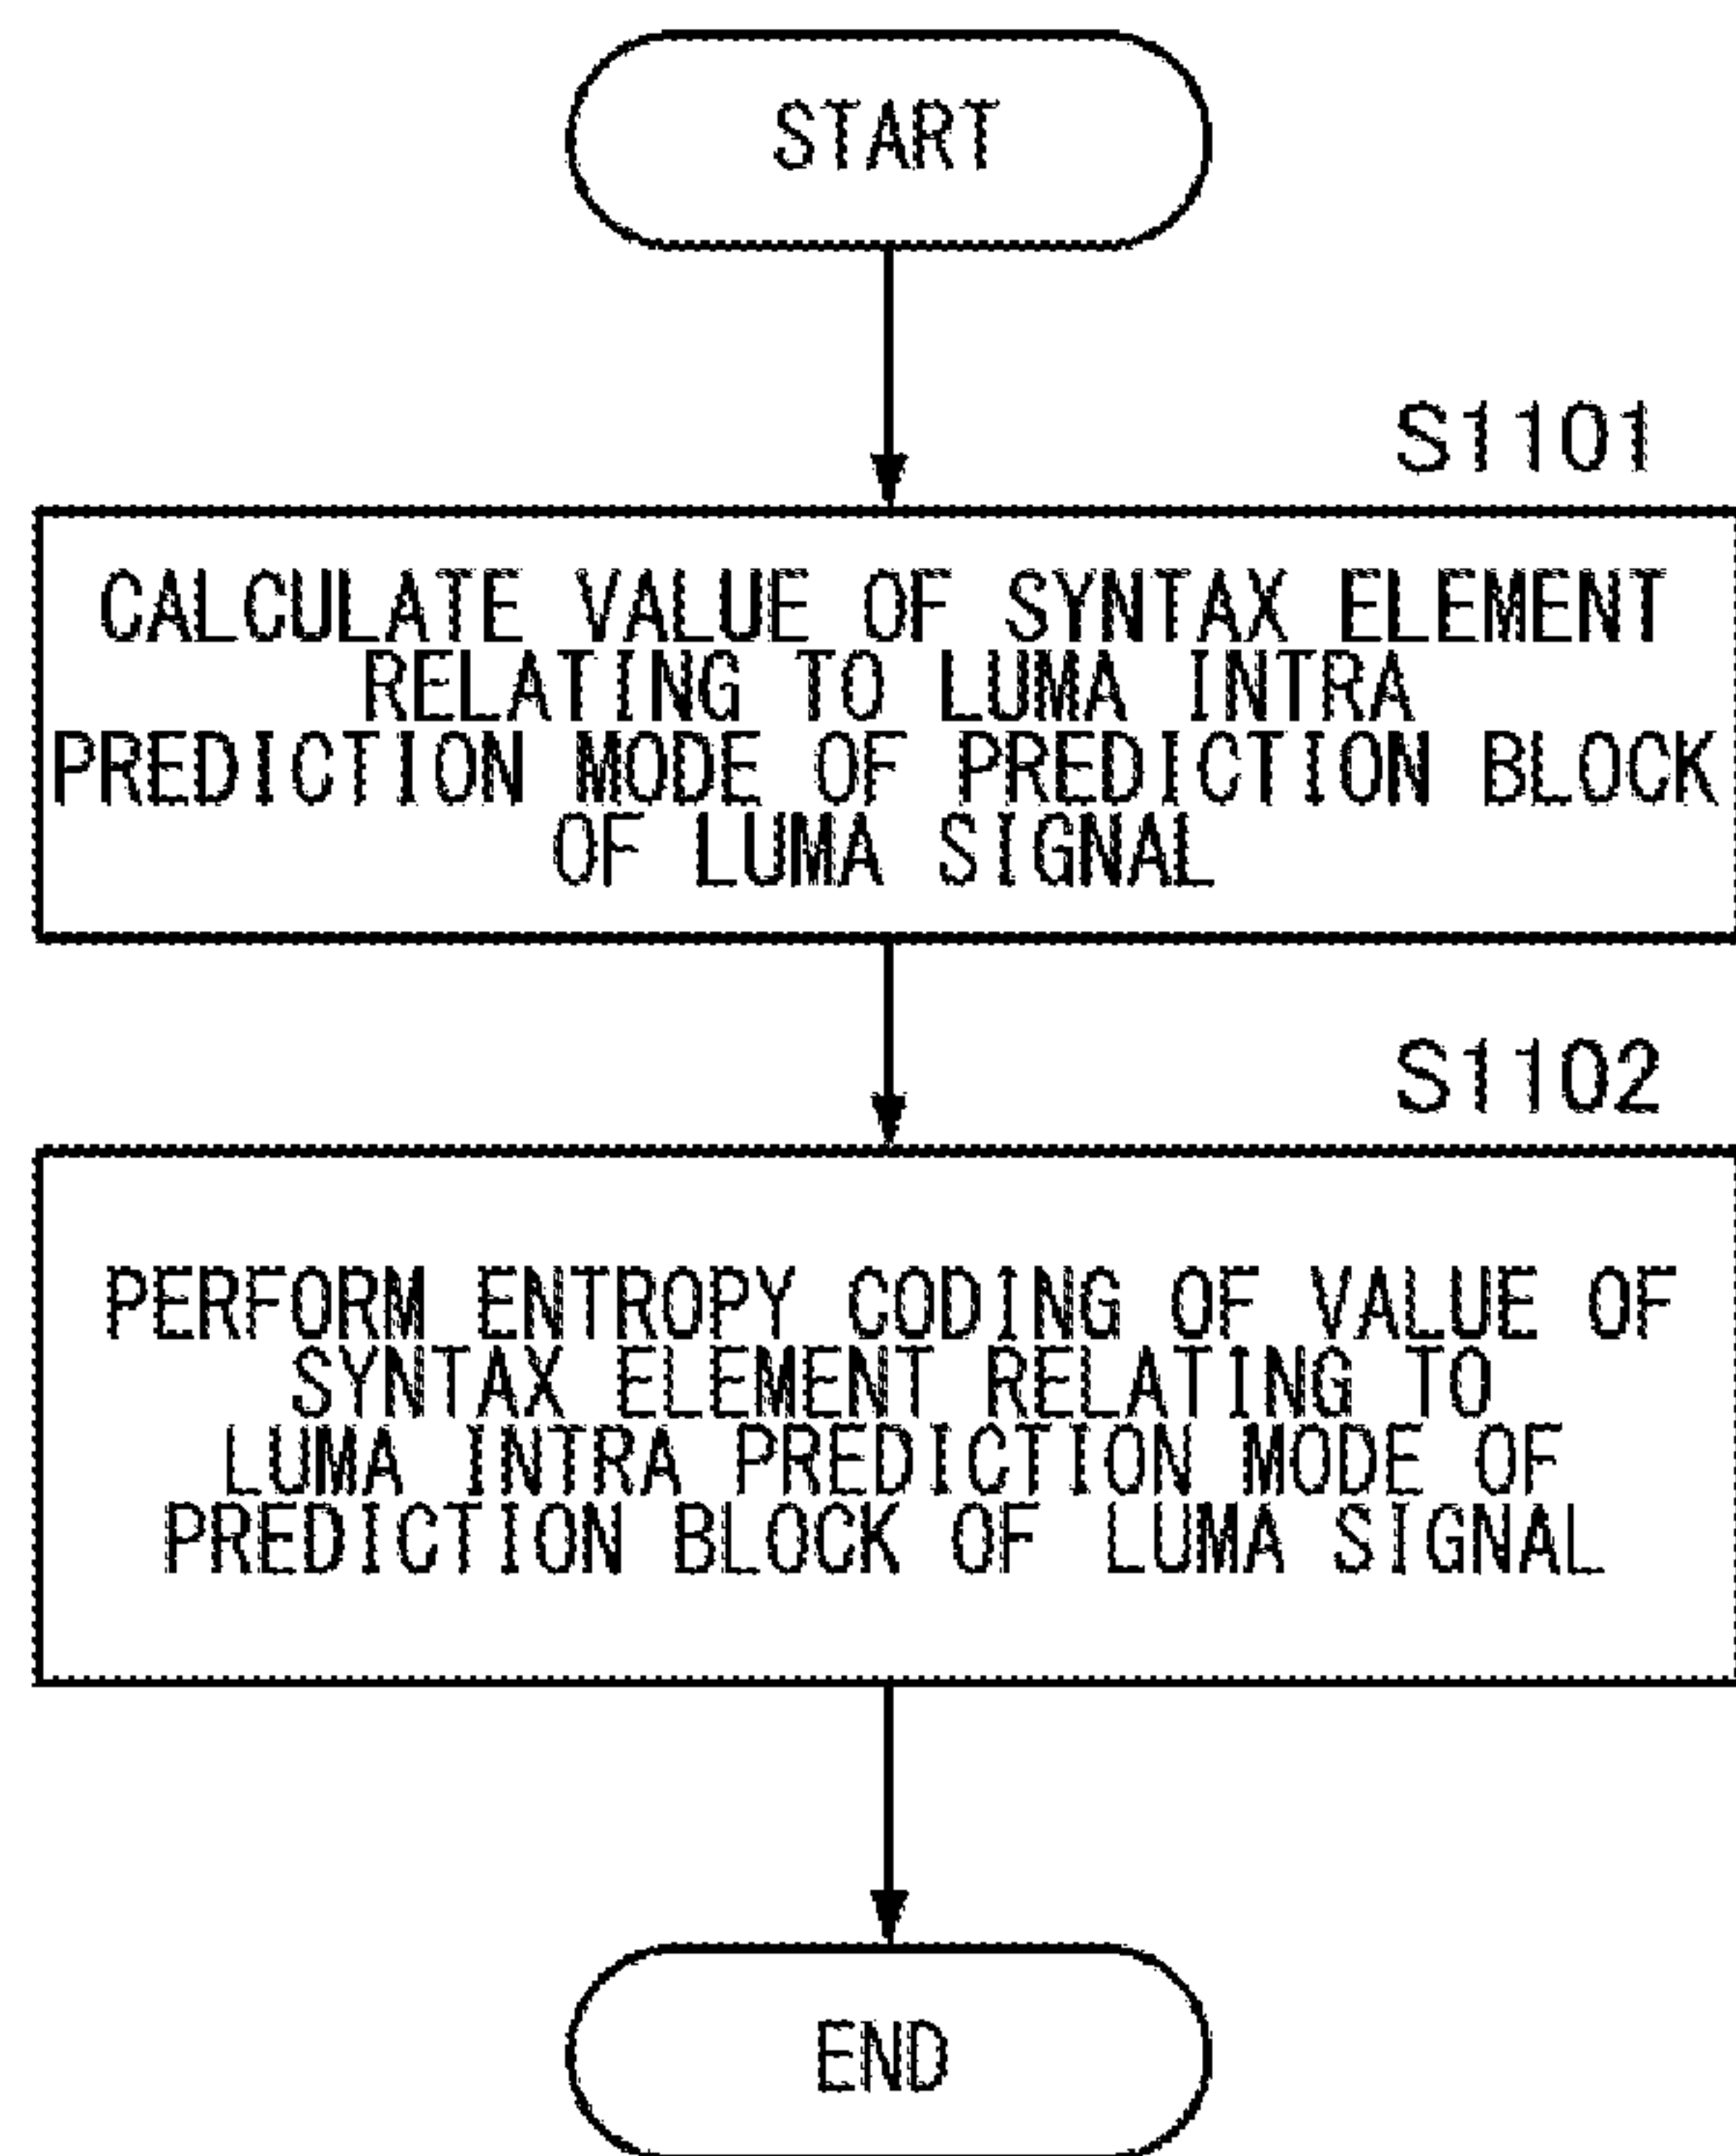 START
S1101
CALCULATE VALUE OF SYNTAX ELEMENT
RELATING TO LUMA INTRA
PREDICTION MODE OF PREDICTION BLOCK
OF LUMA SIGNAL
S1102
PERFORM ENTROPY CODING OF VALUE OF
SYNTAX ELEMENT RELATING TO
LUMA INTRA PREDICTION MODE OF
PREDICTION BLOCK OF LUMA SIGNAL
END